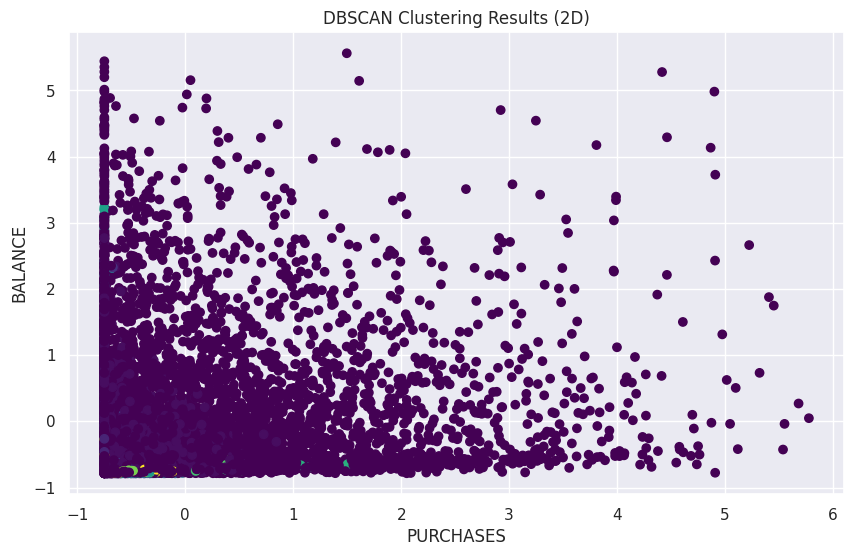 DBSCAN Clustering Results (2D)
BALANCE
5
4
3
2
1
0
−1
−1 0 1 2 3 4 5 6
PURCHASES